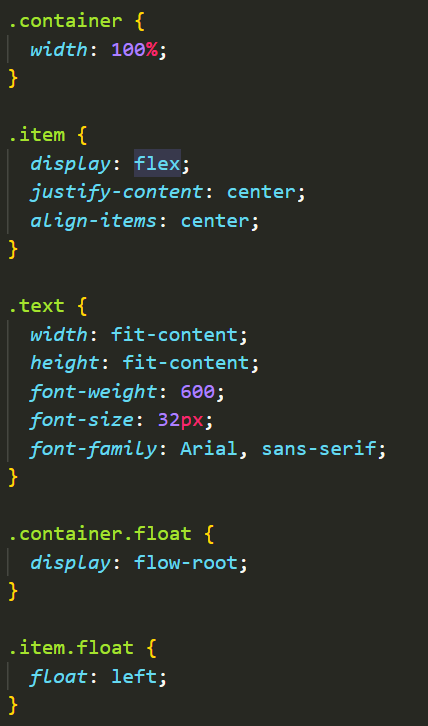 .container {
  width: 100%;
}

.item {
  display: flex;
  justify-content: center;
  align-items: center;
}

.text {
  width: fit-content;
  height: fit-content;
  font-weight: 600;
  font-size: 32px;
  font-family: Arial, sans-serif;
}

.container.float {
  display: flow-root;
}

.item.float {
  float: left;
}